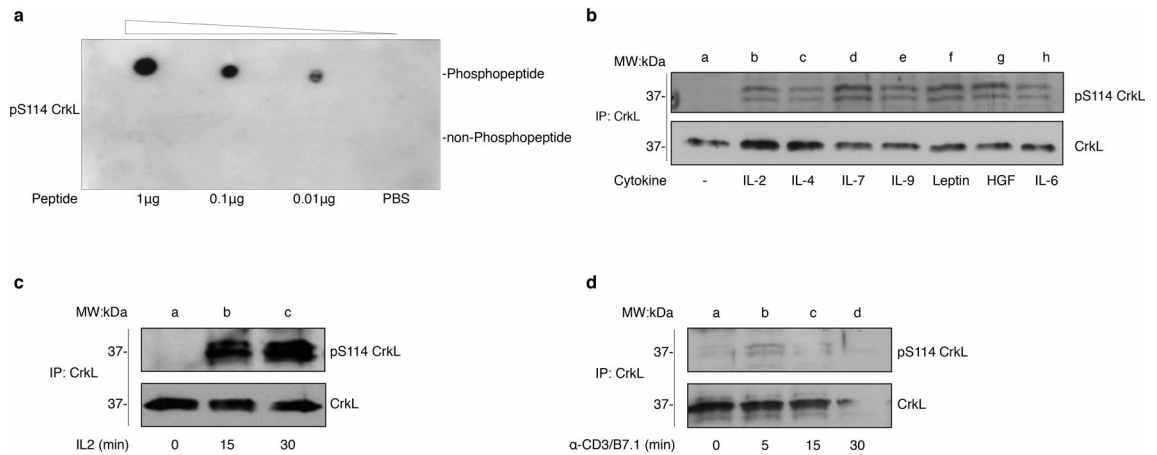 a
pS114 CrkL
-Phosphopeptide
-non-Phosphopeptide
Peptide 1µg 0.1µg 0.01µg PBS
b
MW:kDa a b c d e f g h
37- pS114 CrkL
IP: CrkL
37- CrkL
Cytokine - IL-2 IL-4 IL-7 IL-9 Leptin HGF IL-6
c
MW:kDa a b c
37- pS114 CrkL
IP: CrkL
37- CrkL
IL2 (min) 0 15 30
d
MW:kDa a b c d
37- pS114 CrkL
IP: CrkL
37- CrkL
α-CD3/B7.1 (min) 0 5 15 30